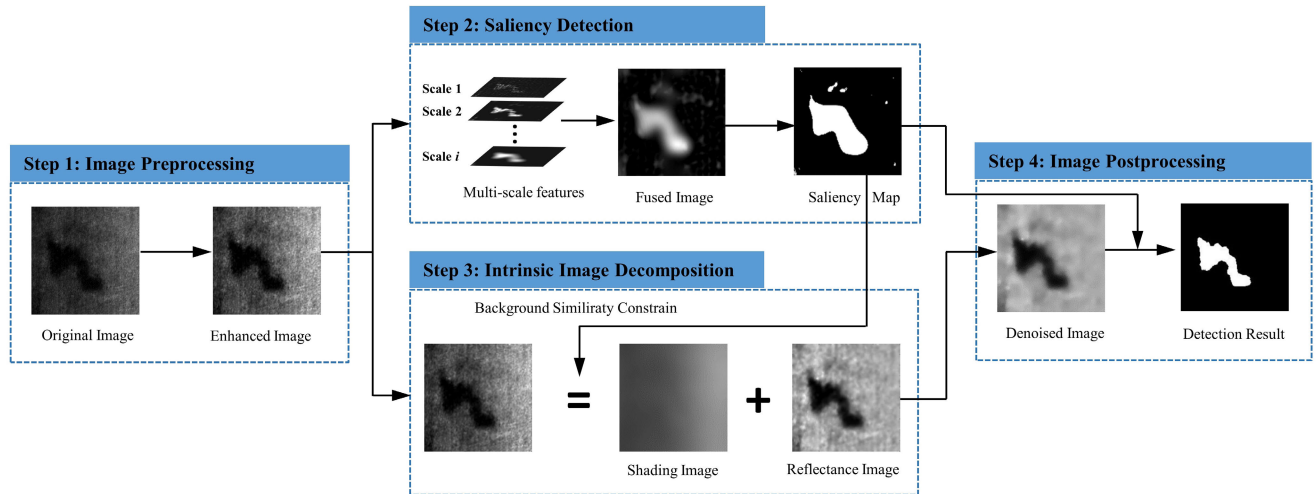 Step 1: Image Preprocessing
Original Image
Enhanced Image
Step 2: Saliency Detection
Scale 1
Scale 2
Scale i
Multi-scale features
Fused Image
Saliency Map
Step 3: Intrinsic Image Decomposition
Background Similiraty Constrain
=
+
Shading Image
Reflectance Image
Step 4: Image Postprocessing
Denoised Image
Detection Result